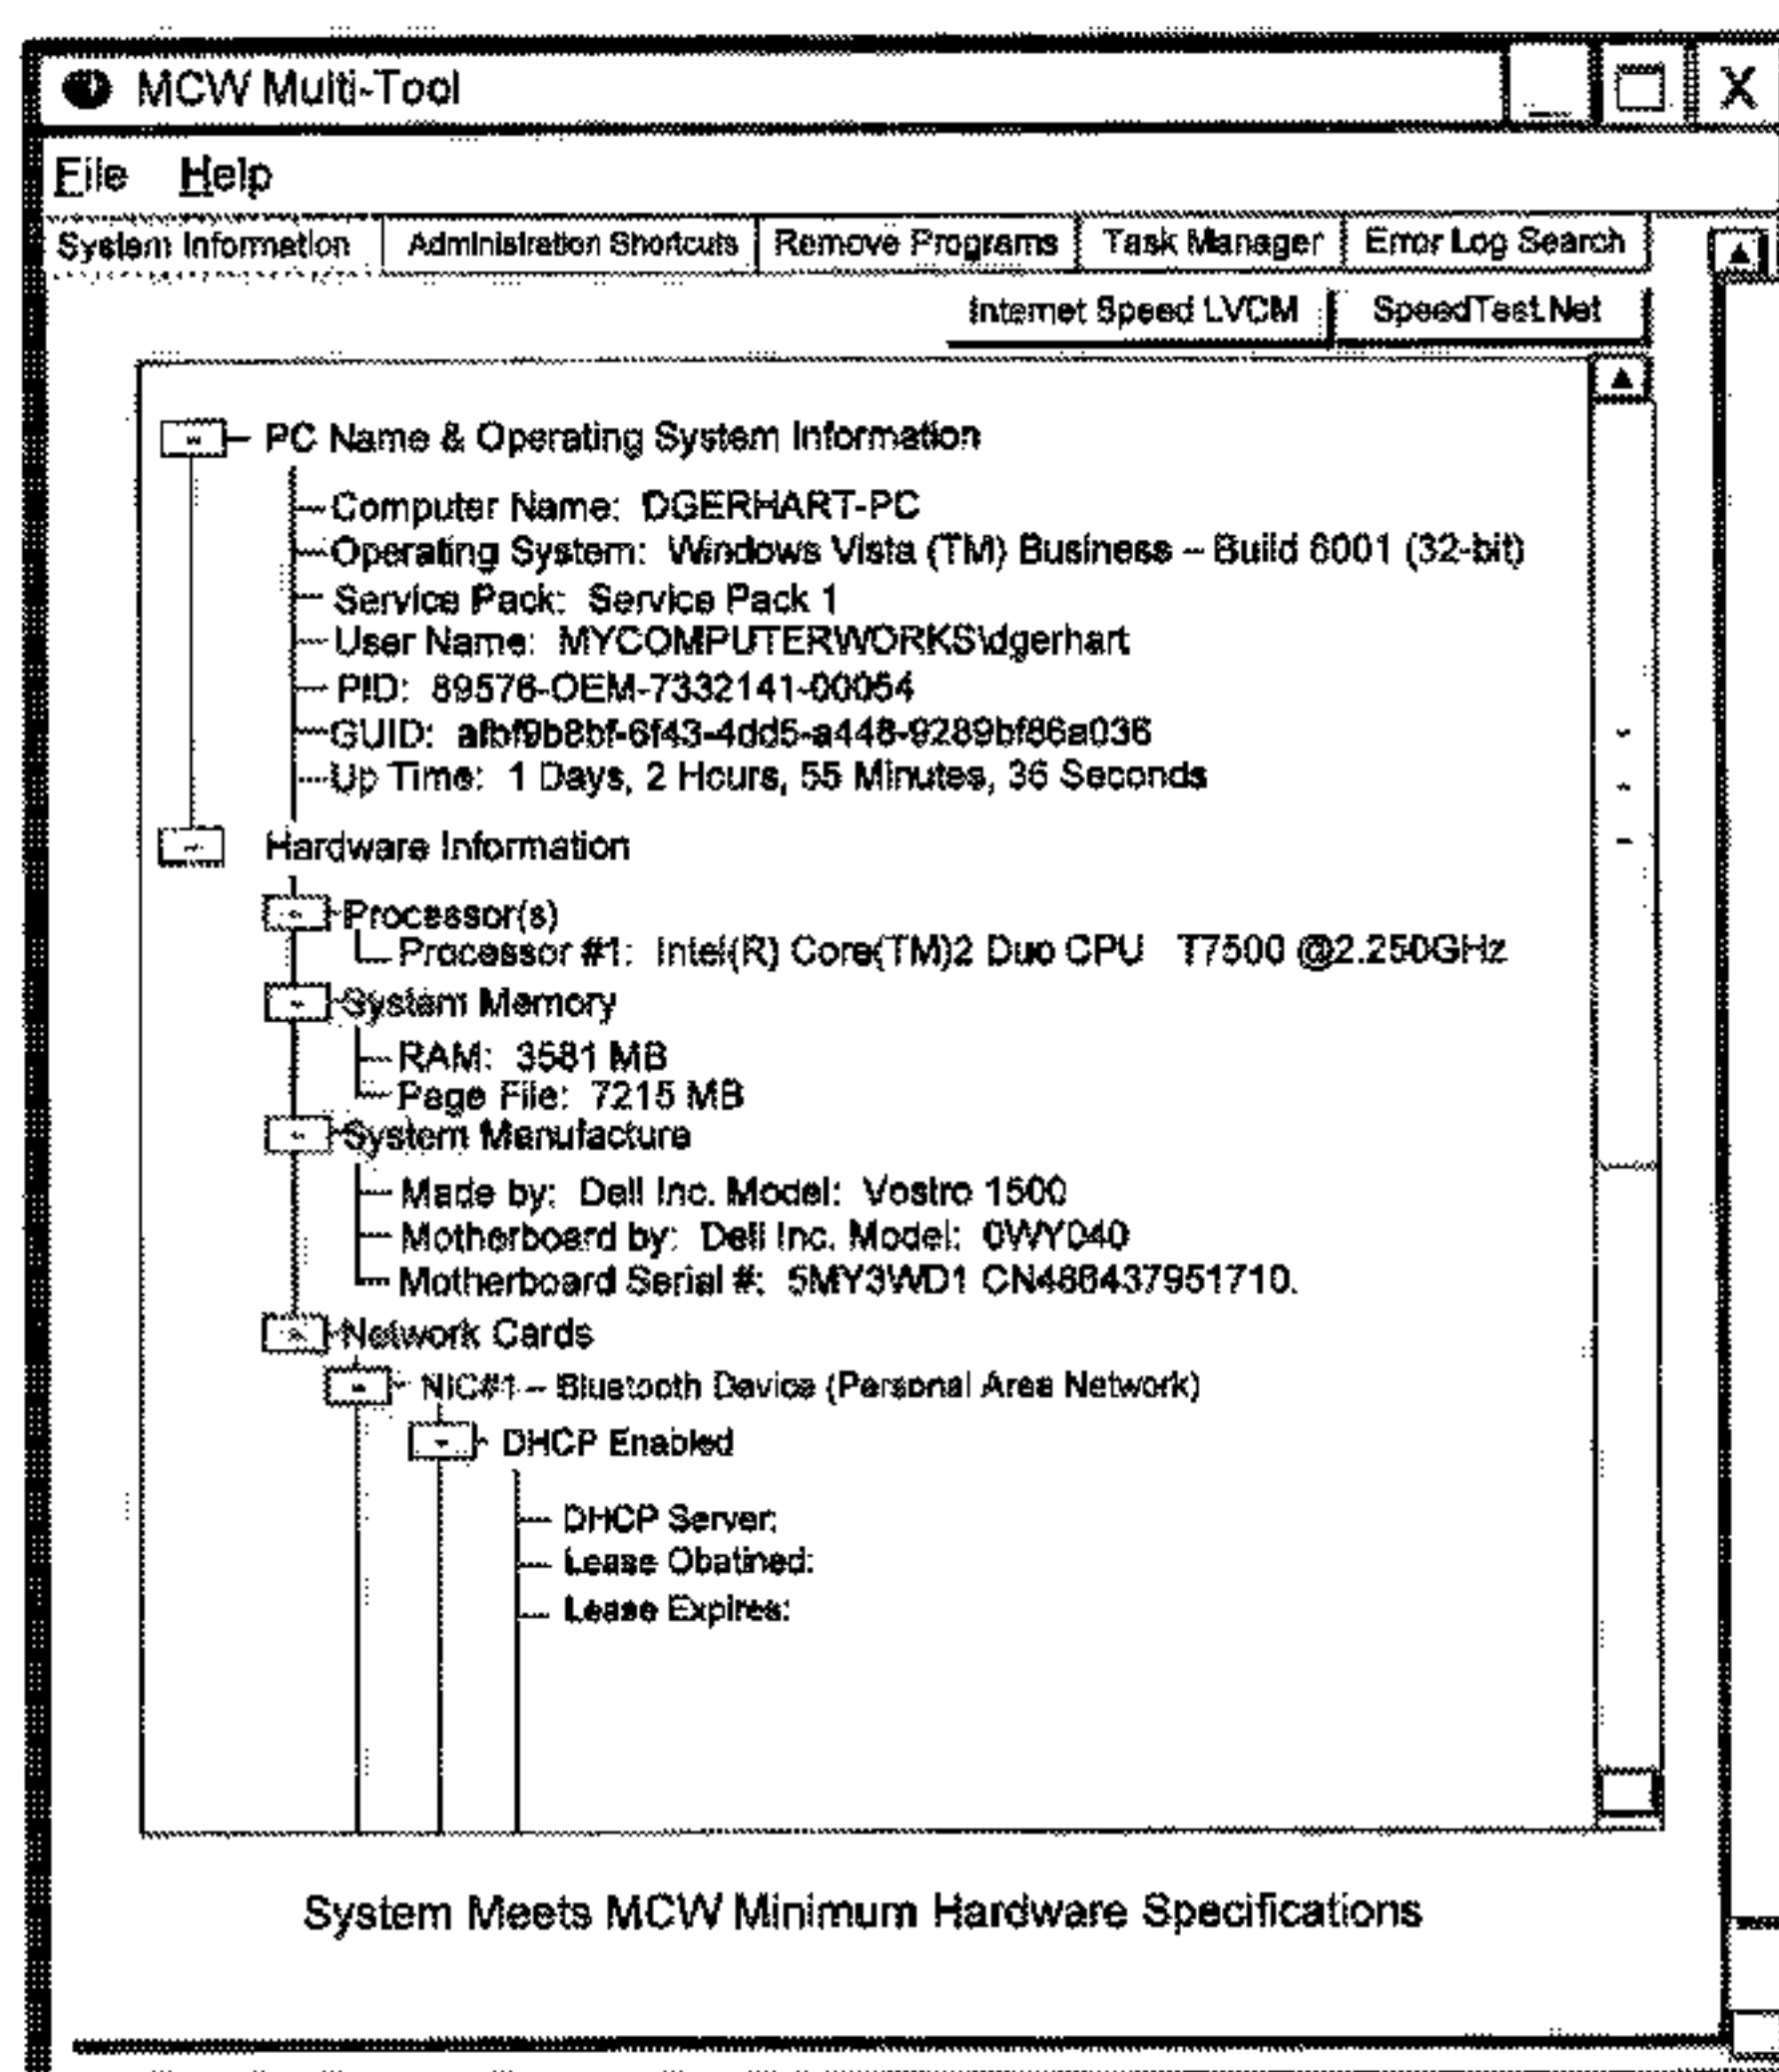 MCW Multi-Tool
File Help
System Information Administration Shortcuts Remove Programs Task Manager Error Log Search
Internet Speed LVCM SpeedTest.Net
PC Name & Operating System Information
Computer Name: DGERHART-PC
Operating System: Windows Vista (TM) Business – Build 6001 (32-bit)
Service Pack: Service Pack 1
User Name: MYCOMPUTERWORKS\dgerhart
PID: 89576-OEM-7332141-00054
GUID: afbf9b8bf-6f43-4dd5-a448-9289bf86a036
Up Time: 1 Days, 2 Hours, 55 Minutes, 36 Seconds
Hardware Information
Processor(s)
Processor #1: Intel(R) Core(TM)2 Duo CPU T7500 @2.250GHz
System Memory
RAM: 3581 MB
Page File: 7215 MB
System Manufacture
Made by: Dell Inc. Model: Vostro 1500
Motherboard by: Dell Inc. Model: 0WY040
Motherboard Serial #: 5MY3WD1 CN486437951710.
Network Cards
NIC#1 – Bluetooth Device (Personal Area Network)
DHCP Enabled
DHCP Server:
Lease Obatined:
Lease Expires:
System Meets MCW Minimum Hardware Specifications